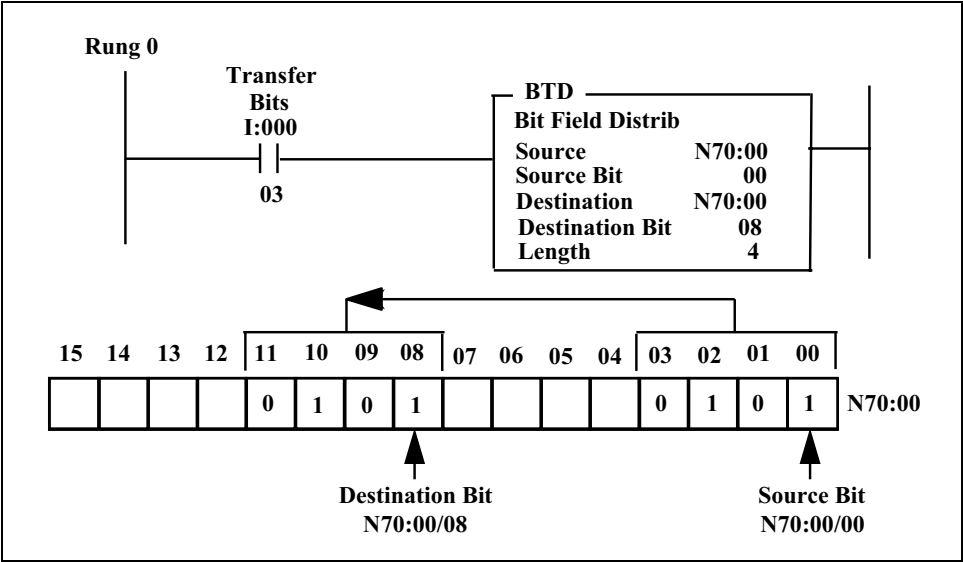 Rung 0
Transfer
Bits
I:000
03
BTD
Bit Field Distrib
Source N70:00
Source Bit 00
Destination N70:00
Destination Bit 08
Length 4
15 14 13 12 11 10 09 08 07 06 05 04 03 02 01 00
0 1 0 1 0 1 0 1 N70:00
Destination Bit Source Bit
N70:00/08 N70:00/00